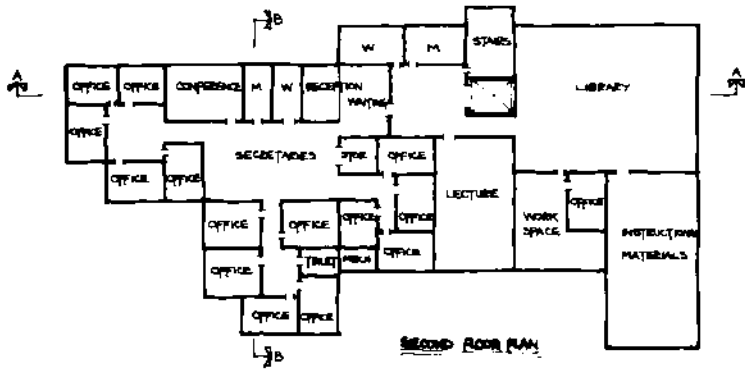 B
W M STAIRS
A A
OFFICE OFFICE CONFERENCE M W RECEPTION LIBRARY
WAITING
OFFICE
SECRETARIES STOR OFFICE
OFFICE OFFICE LECTURE
OFFICE OFFICE OFFICE OFFICE WORK SPACE OFFICE INSTRUCTIONAL MATERIALS
OFFICE TOILET MECH OFFICE
OFFICE OFFICE
SECOND FLOOR PLAN
B